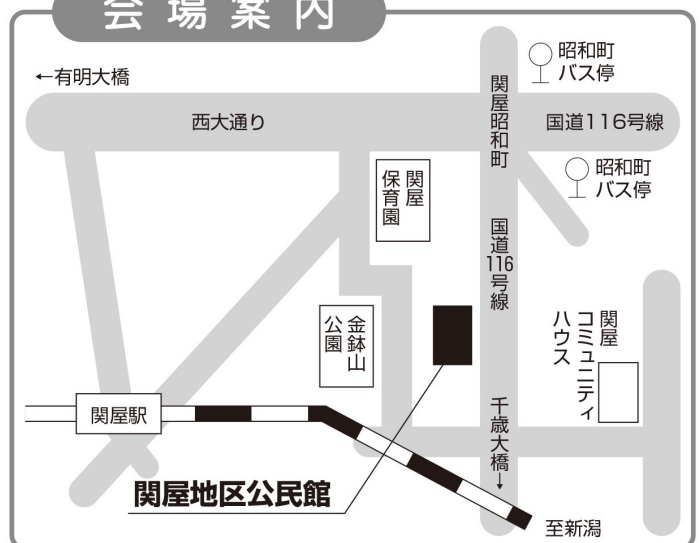 会場案内
←有明大橋
西大通り
関屋昭和町
国道116号線
昭和町
バス停
昭和町
バス停
関屋
保育園
国道116号線
金鉢山
公園
関屋
コミュニティ
ハウス
関屋駅
千歳大橋→
関屋地区公民館
至新潟